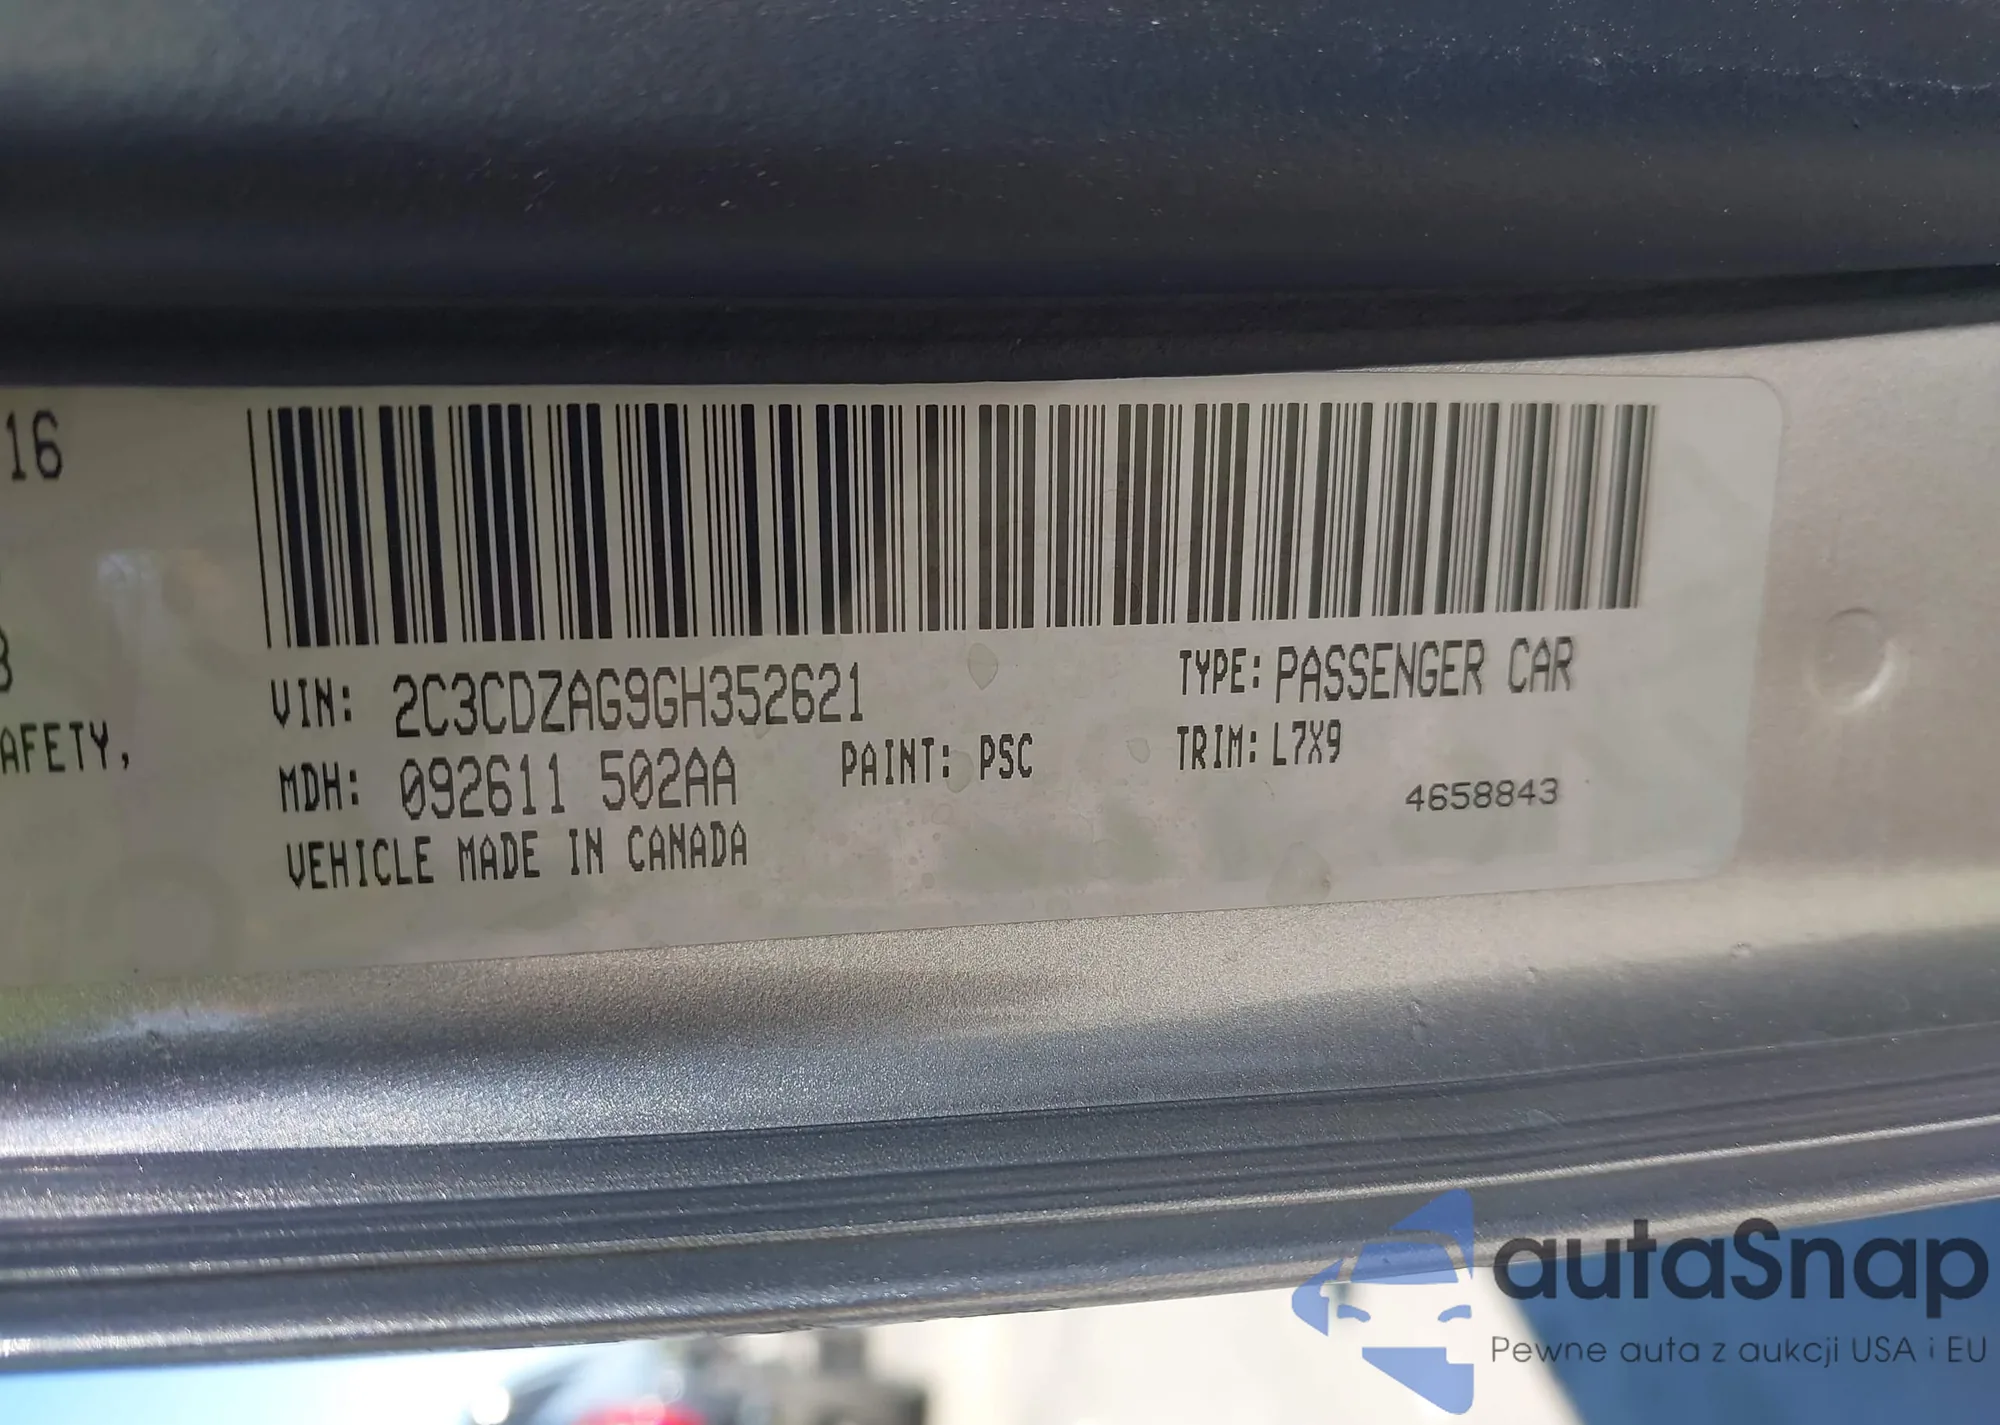 16
3
AFETY,
VIN: 2C3CDZAG9GH352621
TYPE: PASSENGER CAR
MDH: 092611 502AA
PAINT: PSC
TRIM: L7X9
VEHICLE MADE IN CANADA
4658843
autaSnap
Pewne auta z aukcji USA i EU